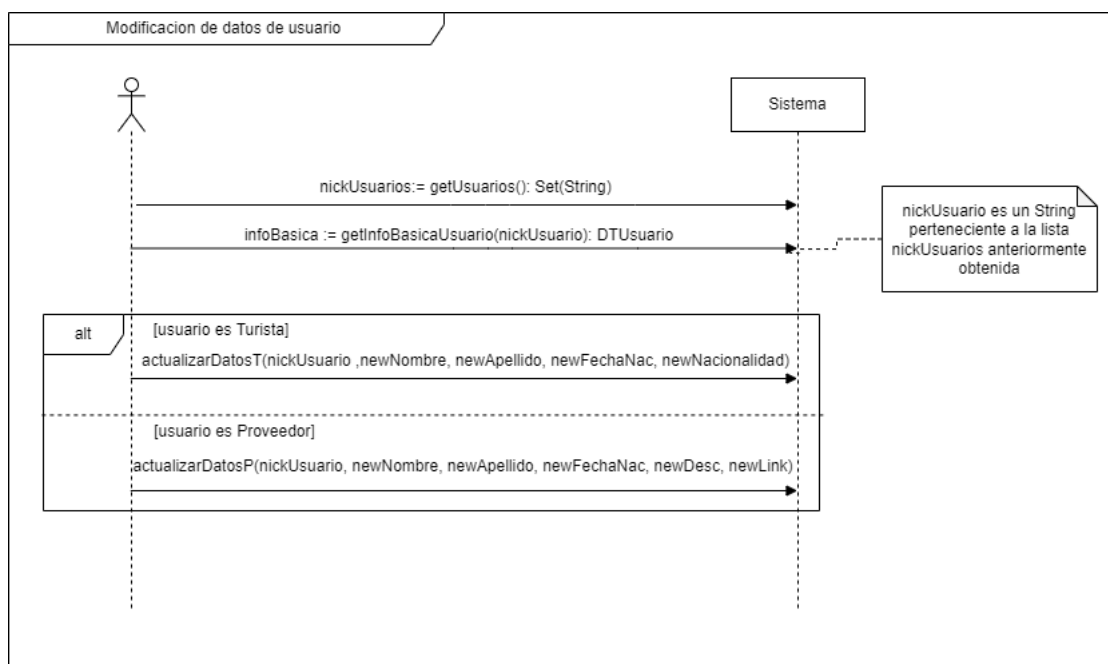 Modificacion de datos de usuario
Sistema
nickUsuarios:= getUsuarios(): Set(String)
infoBasica := getInfoBasicaUsuario(nickUsuario): DTUsuario
nickUsuario es un String
perteneciente a la lista
nickUsuarios anteriormente
obtenida
alt
[usuario es Turista]
actualizarDatosT(nickUsuario ,newNombre, newApellido, newFechaNac, newNacionalidad)
[usuario es Proveedor]
actualizarDatosP(nickUsuario, newNombre, newApellido, newFechaNac, newDesc, newLink)